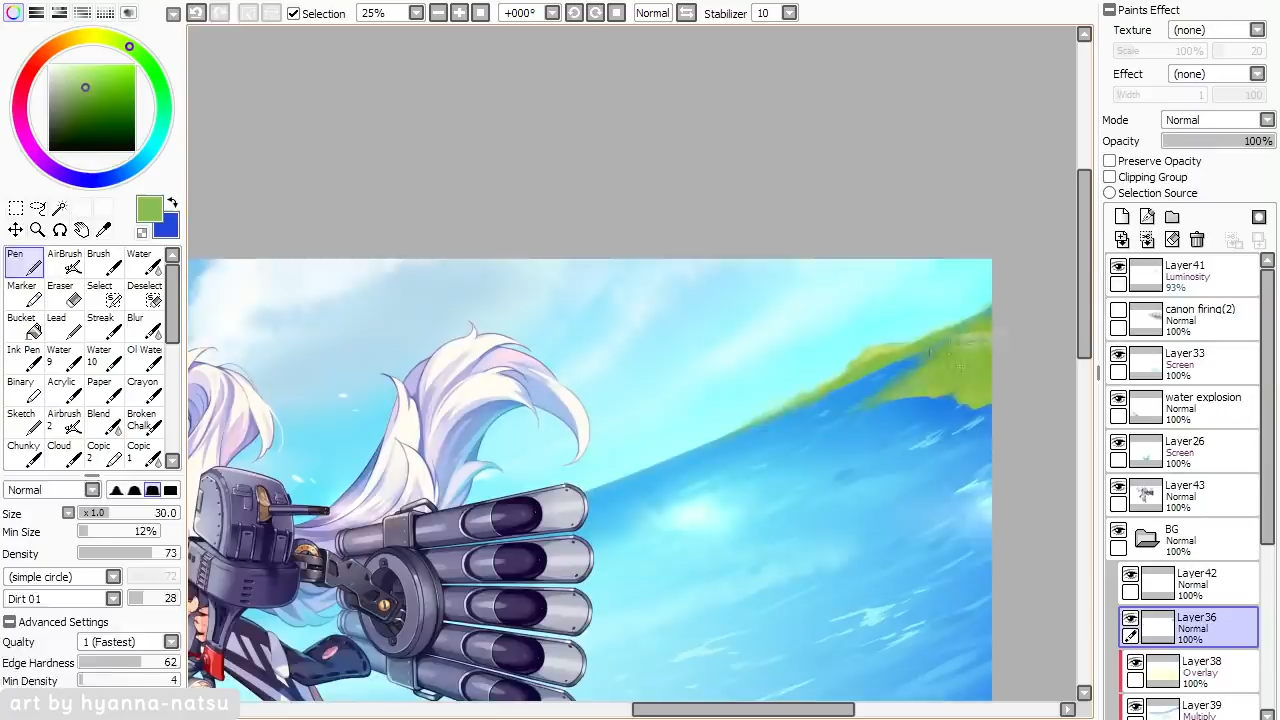 Selection 25% +000° Normal Stabilizer 10
Pen AirBrush Brush Water
Marker Eraser Select Deselect
Bucket Lead Streak Blur
Ink Pen Water 9 Water 10 Oil Water
Binary Acrylic Paper Crayon
Sketch Airbrush 2 Blend Broken Chalk
Chunky Cloud Copic 2 Copic 1
Normal
Size x 1.0 30.0
Min Size 12%
Density 73
(simple circle) 72
Dirt 01 28
Advanced Settings
Qualty 1 (Fastest)
Edge Hardness 62
Min Density 4
art by hyanna-natsu
Paints Effect
Texture (none)
Scale 100% 20
Effect (none)
Width 1 100
Mode Normal
Opacity 100%
Preserve Opacity
Clipping Group
Selection Source
Layer41
Luminosity
93%
canon firing(2)
Normal
100%
Layer33
Screen
100%
water explosion
Normal
100%
Layer26
Screen
100%
Layer43
Normal
100%
BG
Normal
100%
Layer42
Normal
100%
Layer36
Normal
100%
Layer38
Overlay
100%
Layer39
Multiply